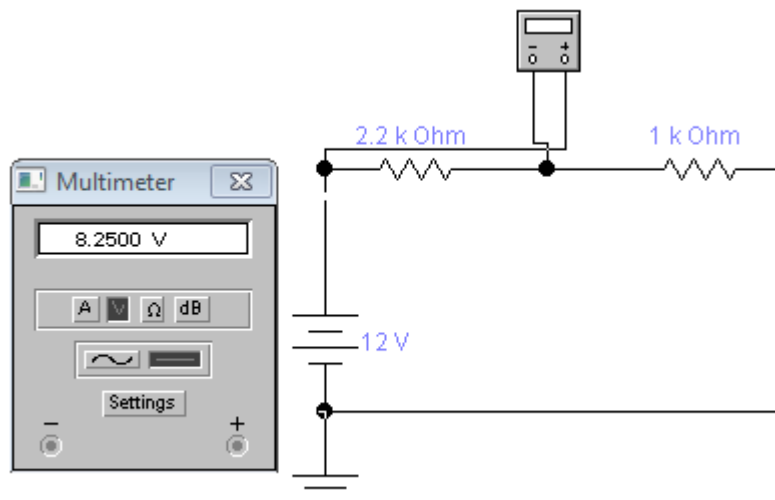 - +
2.2 k Ohm
1 k Ohm
Multimeter
8.2500 V
A V Ω dB
12 V
Settings
- +